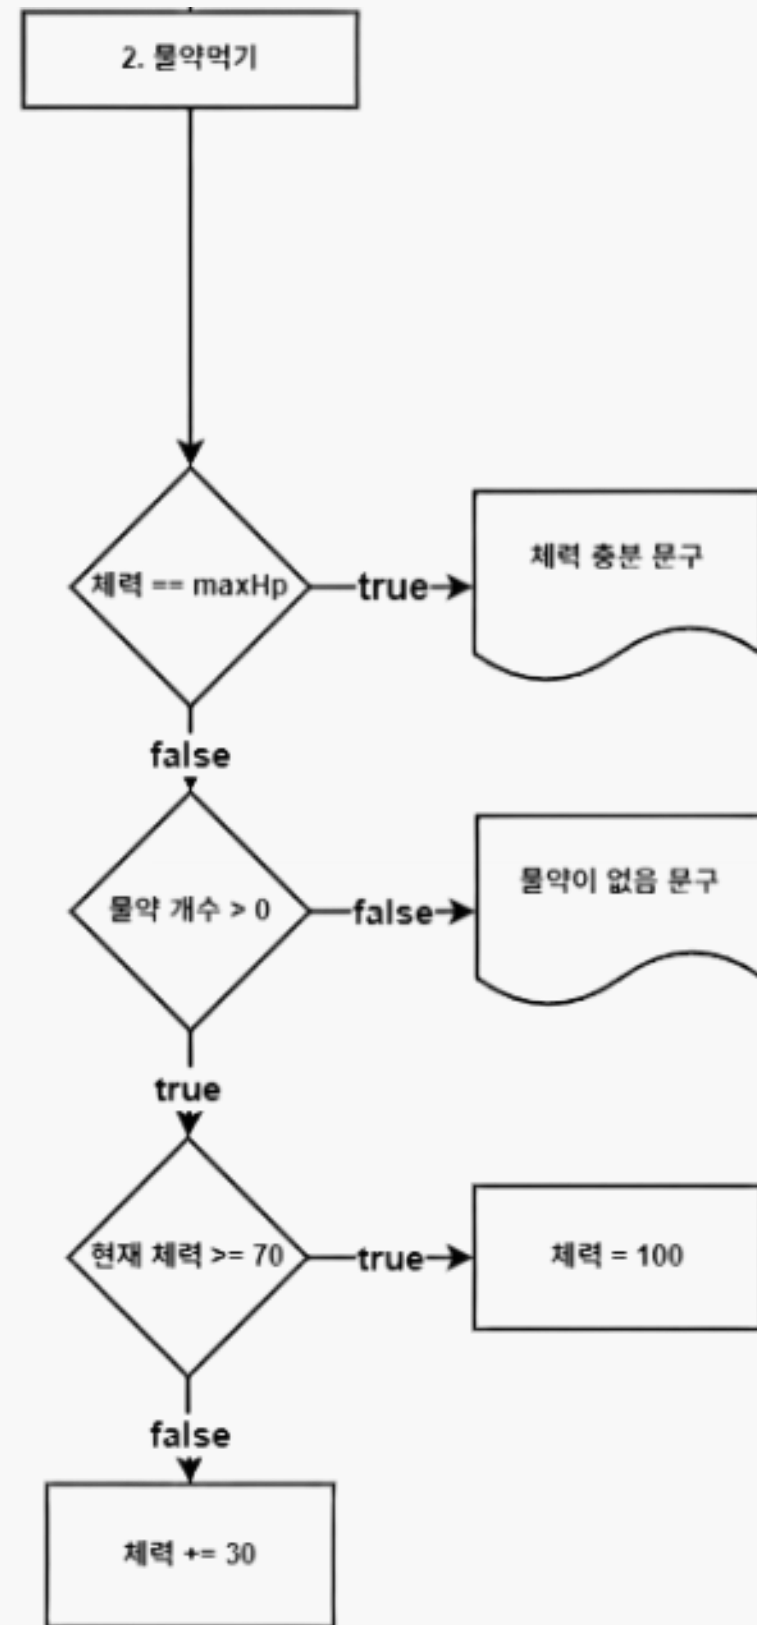 2. 물약먹기
체력 == maxHp
true
체력 충분 문구
false
물약 개수 > 0
false
물약이 없음 문구
true
현재 체력 >= 70
true
체력 = 100
false
체력 += 30